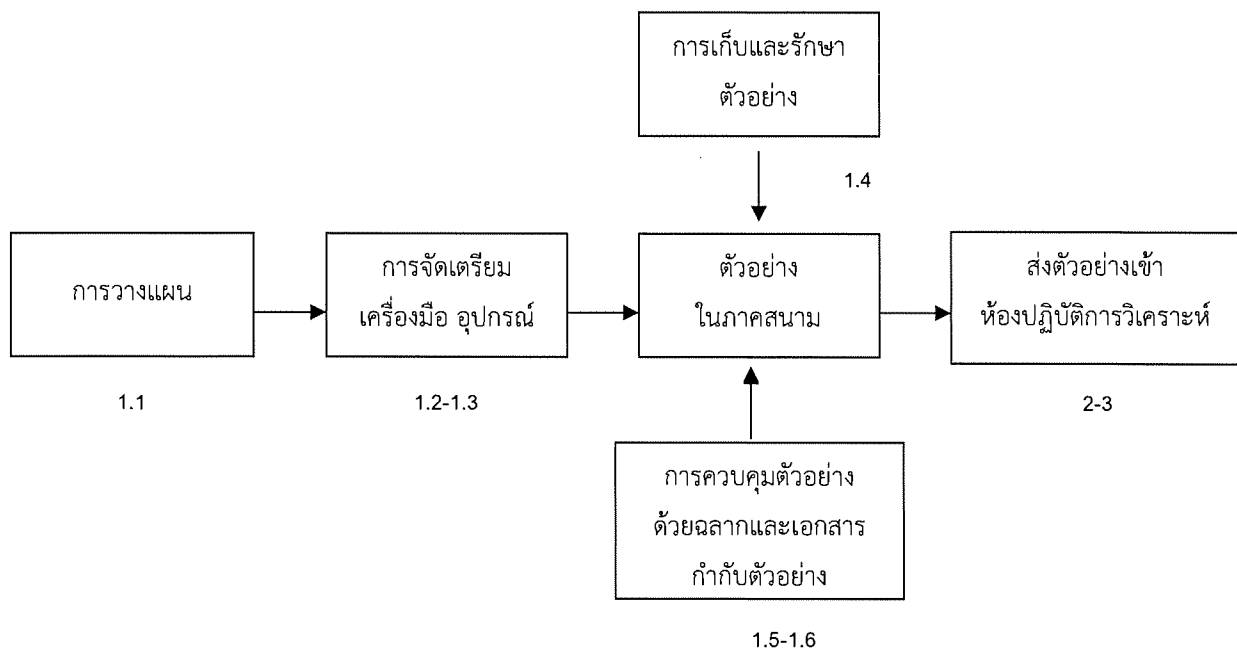 การเก็บและรักษา
ตัวอย่าง
1.4
การวางแผน
1.1
การจัดเตรียม
เครื่องมือ อุปกรณ์
1.2-1.3
ตัวอย่าง
ในภาคสนาม
ส่งตัวอย่างเข้า
ห้องปฏิบัติการวิเคราะห์
2-3
การควบคุมตัวอย่าง
ด้วยฉลากและเอกสาร
กำกับตัวอย่าง
1.5-1.6